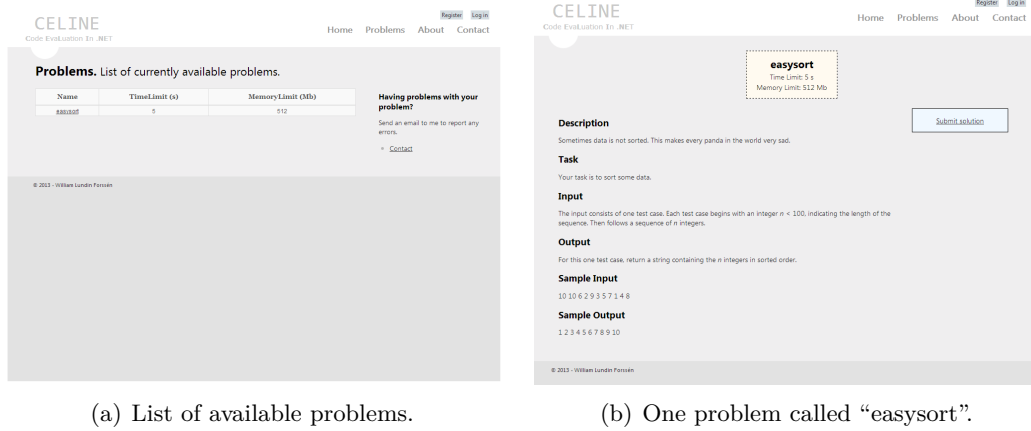 Register Log in
CELINE
Code EvaLuation In .NET
Home Problems About Contact
Problems. List of currently available problems.
Name TimeLimit (s) MemoryLimit (Mb)
easysort 5 512
Having problems with your
problem?
Send an email to me to report any
errors.
Contact
© 2013 - William Lundin Forssén
(a) List of available problems.
Register Log in
CELINE
Code EvaLuation In .NET
Home Problems About Contact
easysort
Time Limit: 5 s
Memory Limit: 512 Mb
Submit solution
Description
Sometimes data is not sorted. This makes every panda in the world very sad.
Task
Your task is to sort some data.
Input
The input consists of one test case. Each test case begins with an integer n < 100, indicating the length of the
sequence. Then follows a sequence of n integers.
Output
For this one test case, return a string containing the n integers in sorted order.
Sample Input
10 10 6 2 9 3 5 7 1 4 8
Sample Output
1 2 3 4 5 6 7 8 9 10
© 2013 - William Lundin Forssén
(b) One problem called “easysort”.